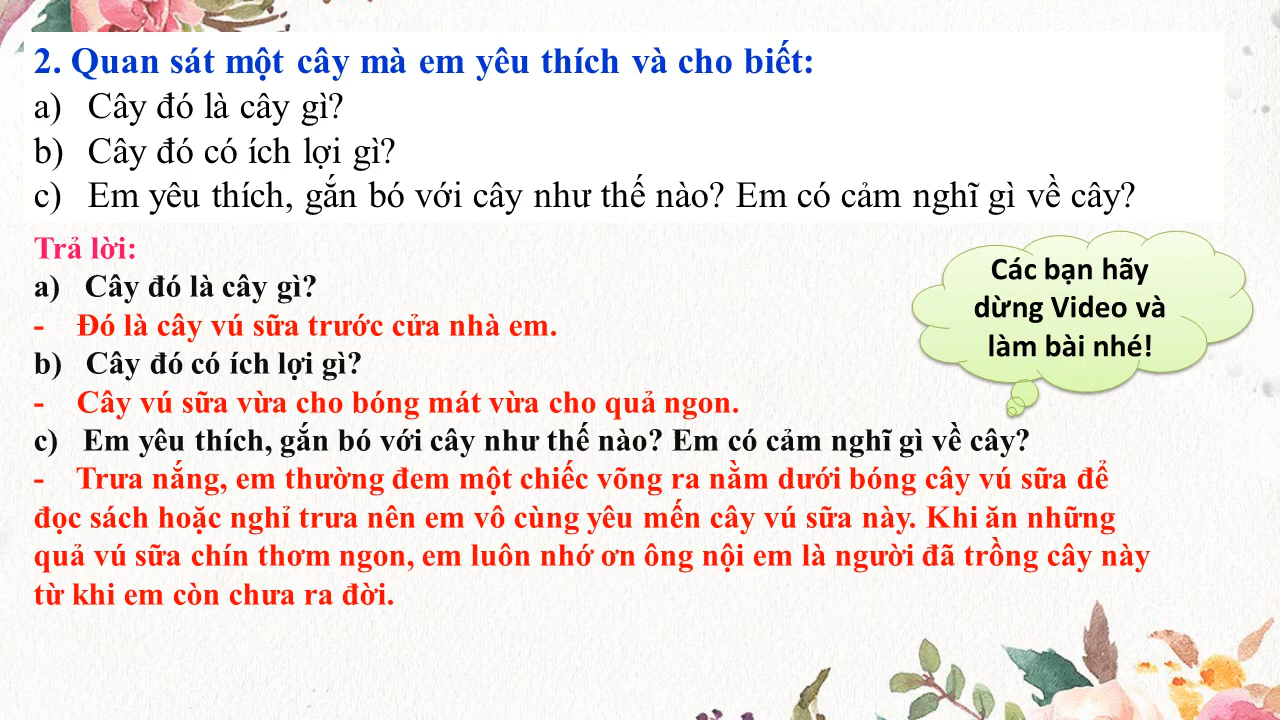 2. Quan sát một cây mà em yêu thích và cho biết:
a) Cây đó là cây gì?
b) Cây đó có ích lợi gì?
c) Em yêu thích, gắn bó với cây như thế nào? Em có cảm nghĩ gì về cây?
Trả lời:
a) Cây đó là cây gì?
- Đó là cây vú sữa trước cửa nhà em.
b) Cây đó có ích lợi gì?
- Cây vú sữa vừa cho bóng mát vừa cho quả ngon.
c) Em yêu thích, gắn bó với cây như thế nào? Em có cảm nghĩ gì về cây?
- Trưa nắng, em thường đem một chiếc võng ra nằm dưới bóng cây vú sữa để
đọc sách hoặc nghỉ trưa nên em vô cùng yêu mến cây vú sữa này. Khi ăn những
quả vú sữa chín thơm ngon, em luôn nhớ ơn ông nội em là người đã trồng cây này
từ khi em còn chưa ra đời.
Các bạn hãy
dừng Video và
làm bài nhé!